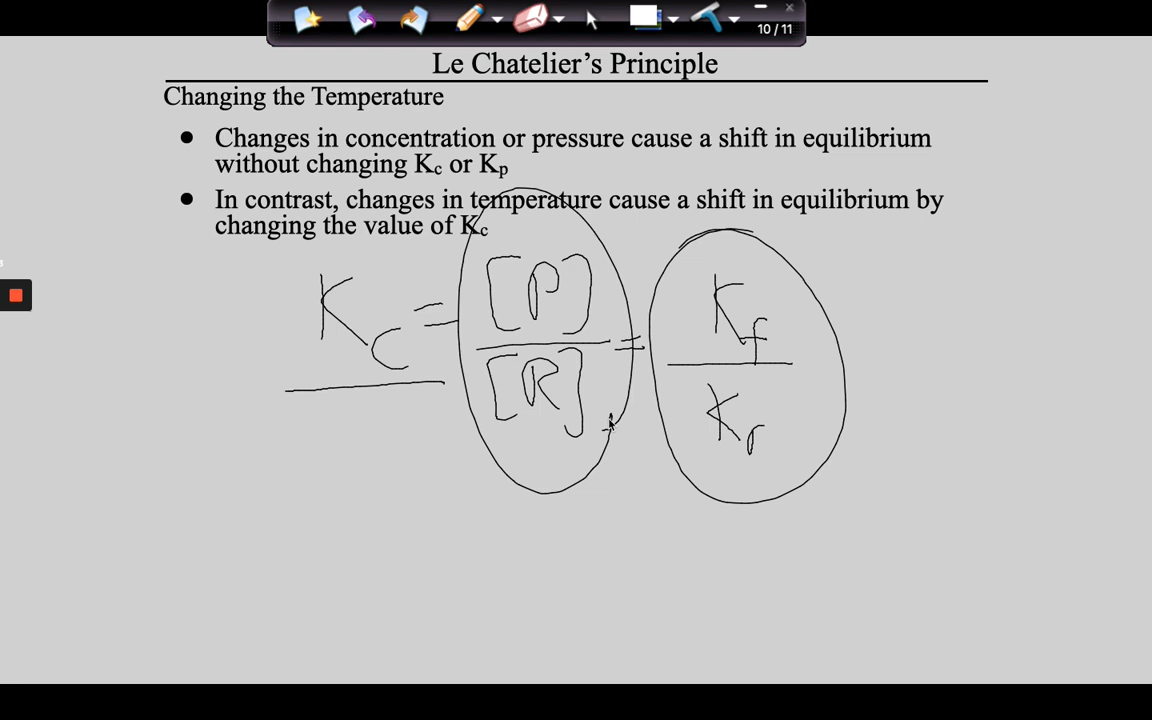 10 / 11
Le Chatelier's Principle
Changing the Temperature
● Changes in concentration or pressure cause a shift in equilibrium
without changing Kc or Kp
● In contrast, changes in temperature cause a shift in equilibrium by
changing the value of Kc
Kc = [P] / [R] = Kf / Kr